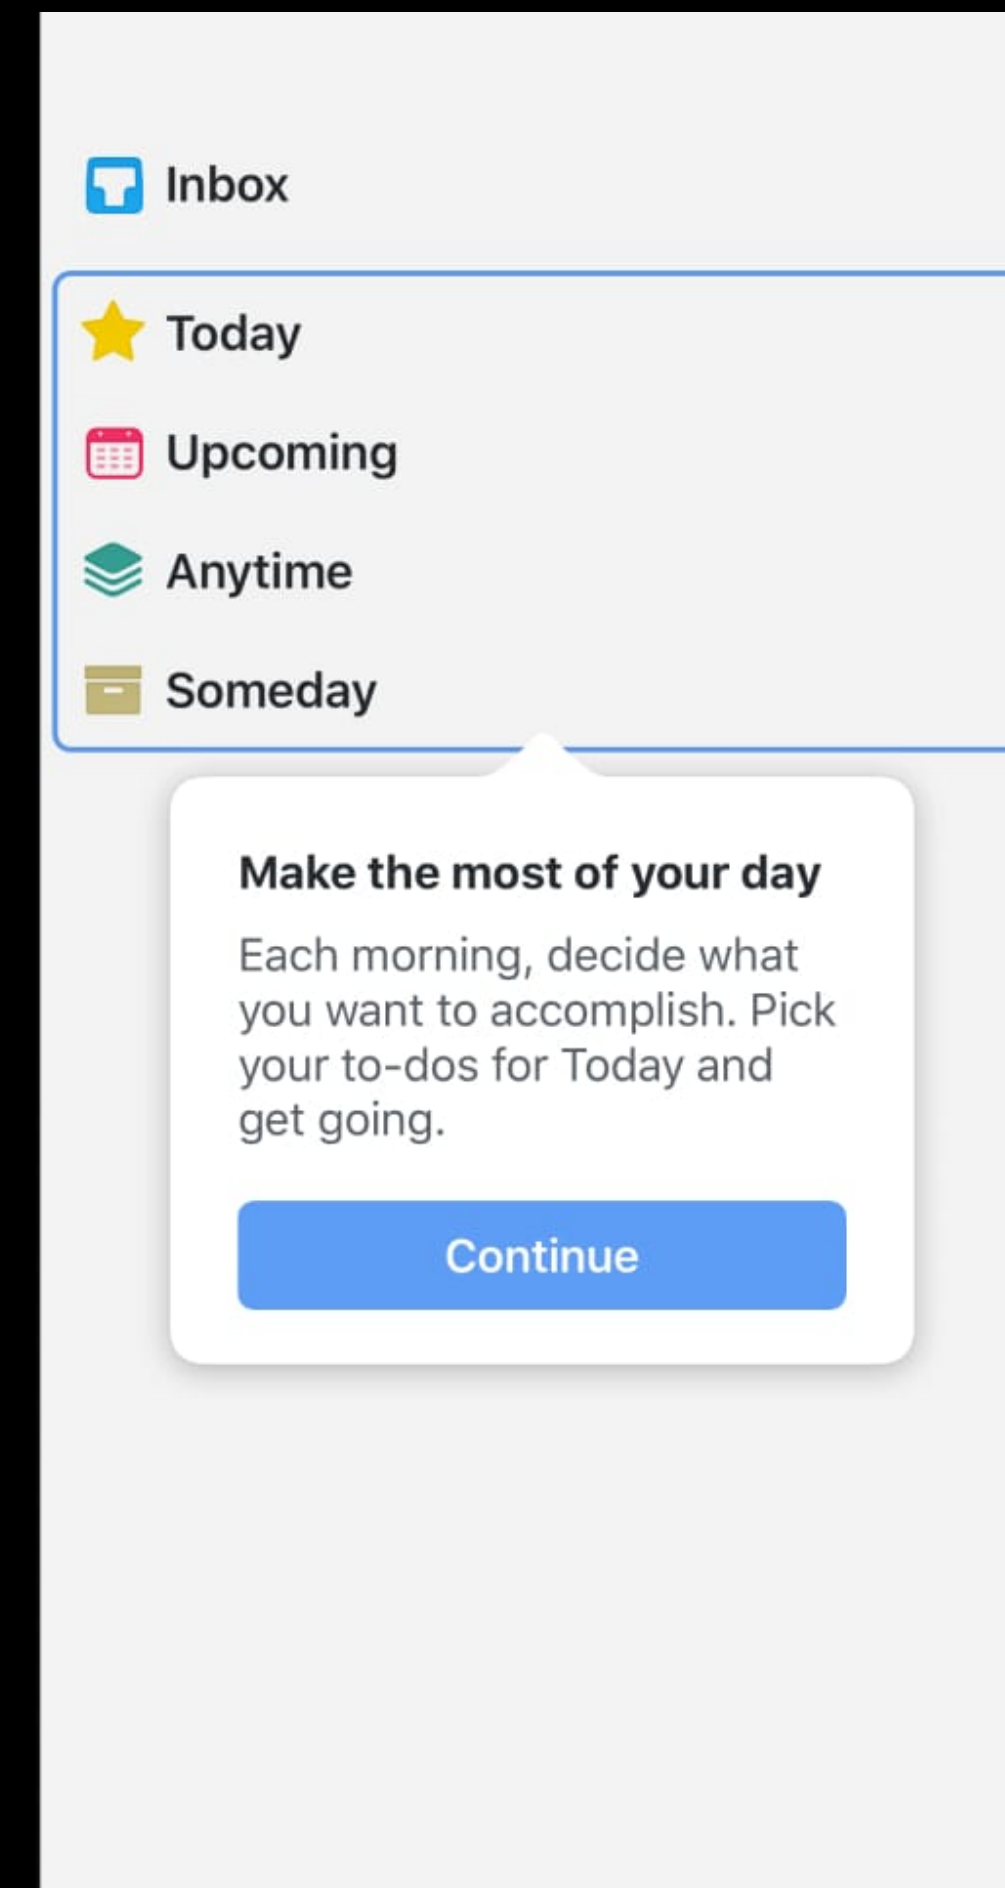 Inbox
Today
Upcoming
Anytime
Someday
Make the most of your day
Each morning, decide what
you want to accomplish. Pick
your to-dos for Today and
get going.
Continue